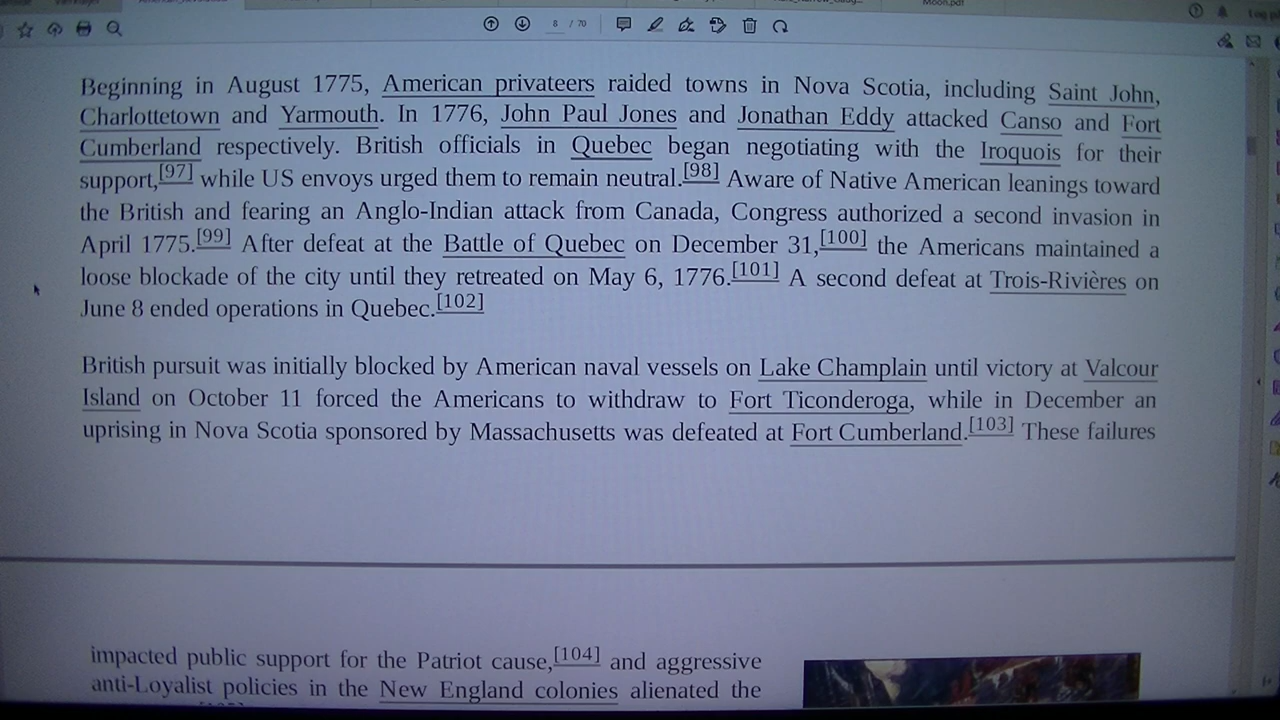 Moon.pdf
8 / 70
Beginning in August 1775, American privateers raided towns in Nova Scotia, including Saint John,
Charlottetown and Yarmouth. In 1776, John Paul Jones and Jonathan Eddy attacked Canso and Fort
Cumberland respectively. British officials in Quebec began negotiating with the Iroquois for their
support,[97] while US envoys urged them to remain neutral.[98] Aware of Native American leanings toward
the British and fearing an Anglo-Indian attack from Canada, Congress authorized a second invasion in
April 1775.[99] After defeat at the Battle of Quebec on December 31,[100] the Americans maintained a
loose blockade of the city until they retreated on May 6, 1776.[101] A second defeat at Trois-Rivières on
June 8 ended operations in Quebec.[102]
British pursuit was initially blocked by American naval vessels on Lake Champlain until victory at Valcour
Island on October 11 forced the Americans to withdraw to Fort Ticonderoga, while in December an
uprising in Nova Scotia sponsored by Massachusetts was defeated at Fort Cumberland.[103] These failures
impacted public support for the Patriot cause,[104] and aggressive
anti-Loyalist policies in the New England colonies alienated the